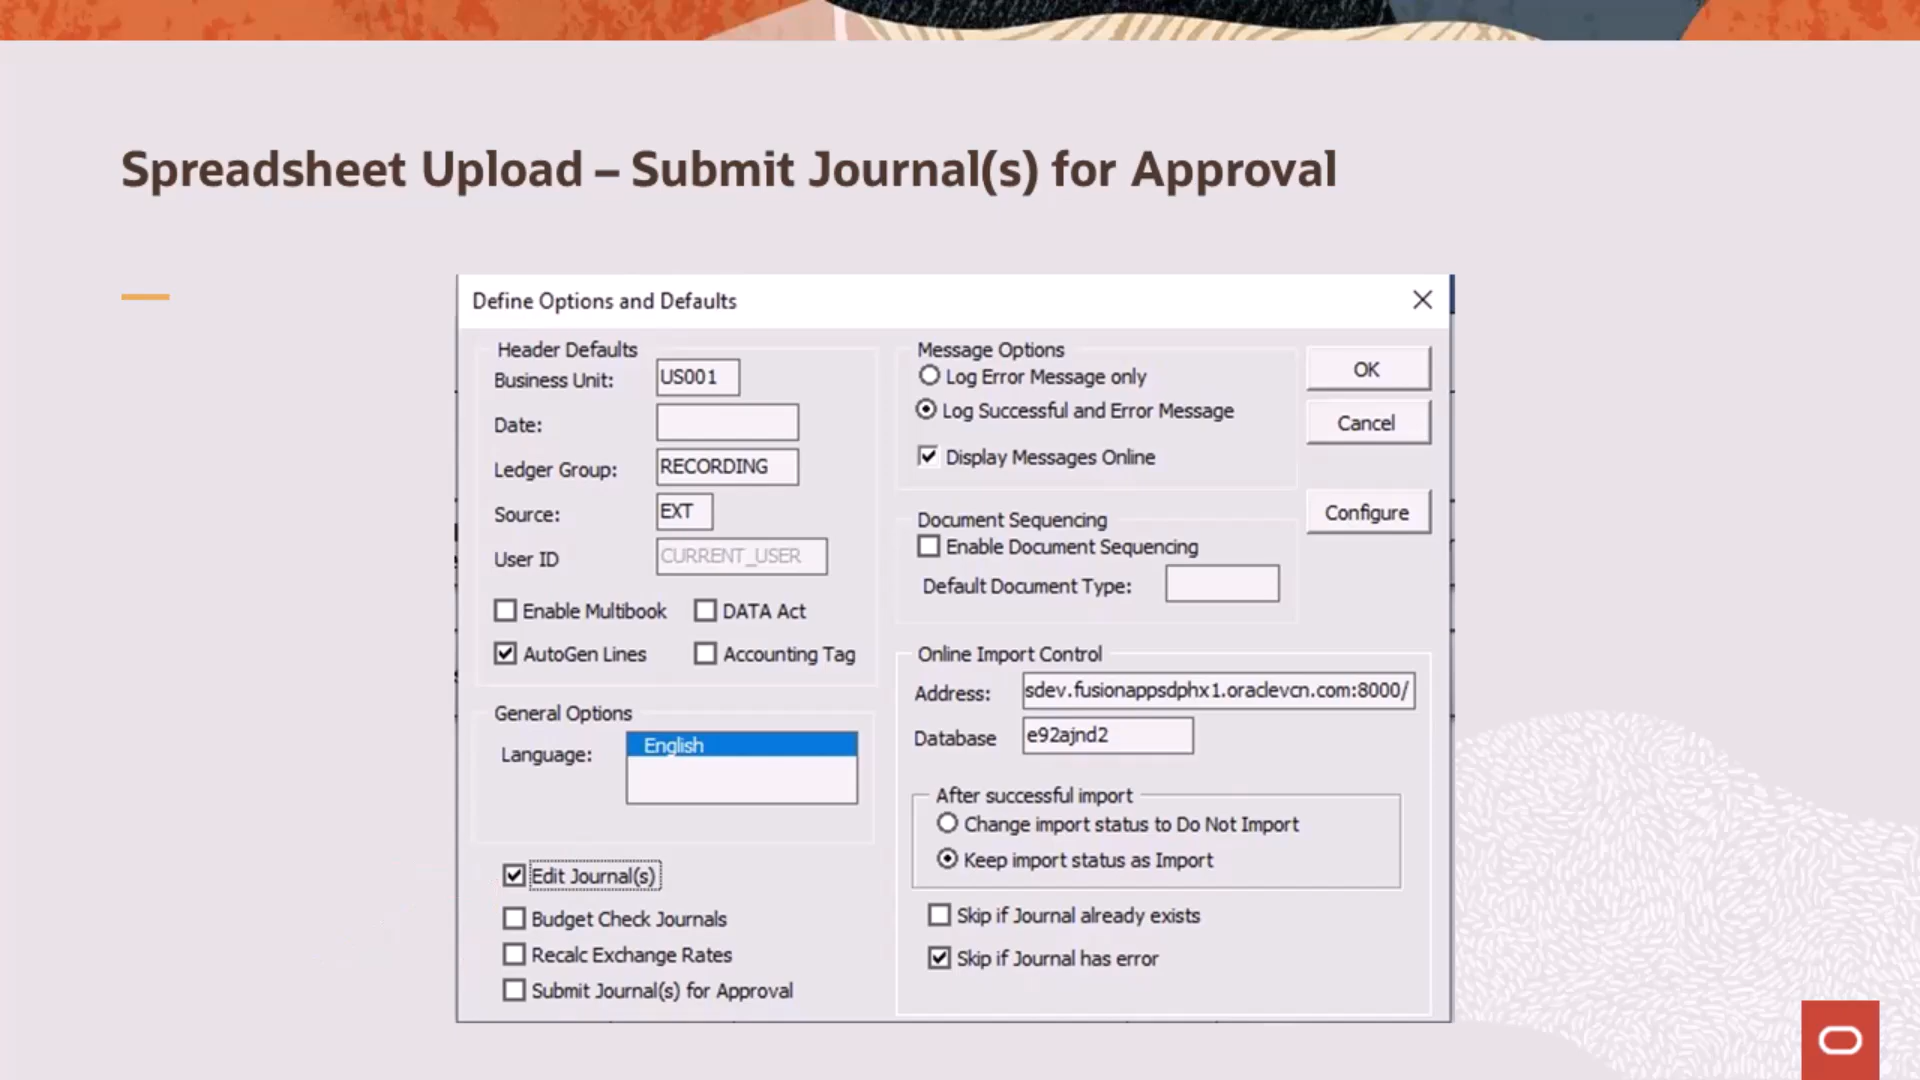 Spreadsheet Upload – Submit Journal(s) for Approval
Define Options and Defaults
Header Defaults
Business Unit: US001
Date:
Ledger Group: RECORDING
Source: EXT
User ID CURRENT_USER
Enable Multibook DATA Act
AutoGen Lines Accounting Tag
General Options
Language: English
Edit Journal(s)
Budget Check Journals
Recalc Exchange Rates
Submit Journal(s) for Approval
Message Options
Log Error Message only
Log Successful and Error Message
Display Messages Online
Document Sequencing
Enable Document Sequencing
Default Document Type:
Online Import Control
Address: sdev.fusionappsdphx1.oraclevcn.com:8000/
Database e92ajnd2
After successful import
Change import status to Do Not Import
Keep import status as Import
Skip if Journal already exists
Skip if Journal has error
OK
Cancel
Configure